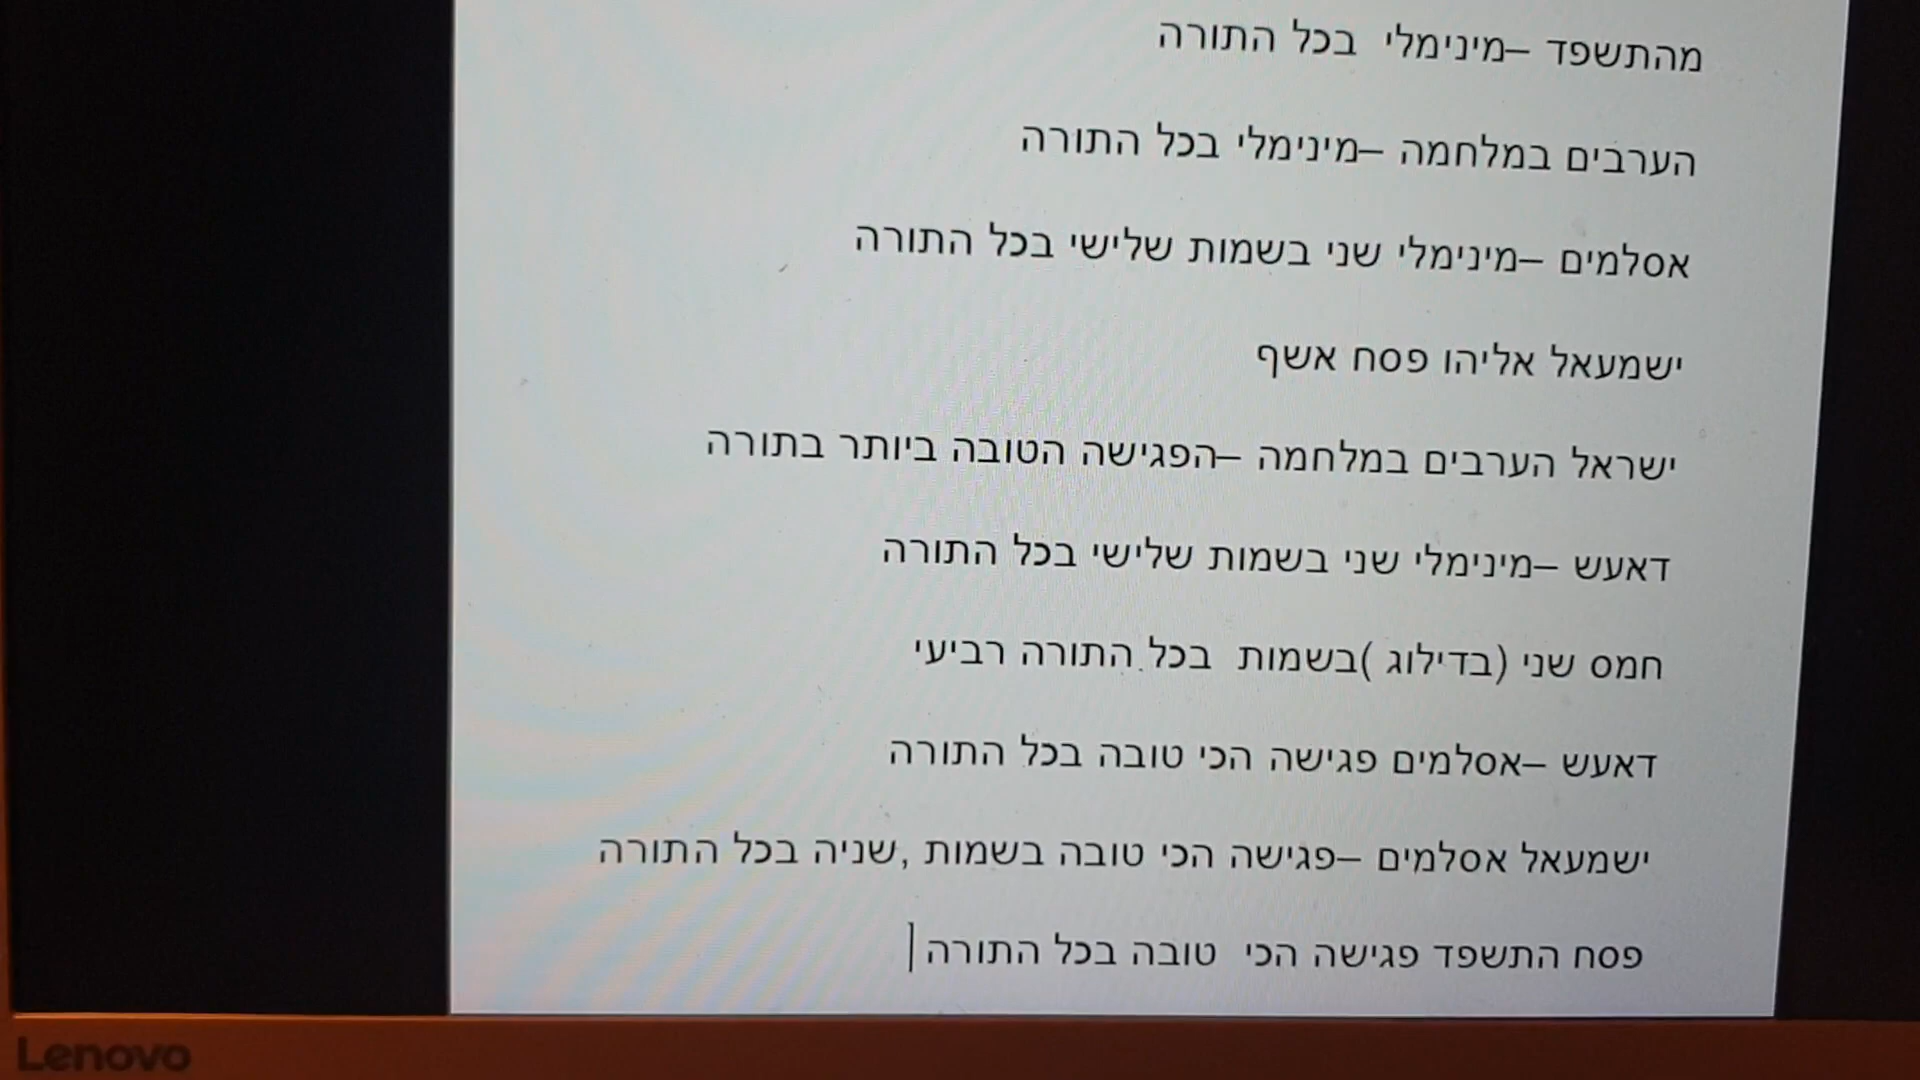 מהתשפד –מינימלי בכל התורה
הערבים במלחמה –מינימלי בכל התורה
אסלמים –מינימלי שני בשמות שלישי בכל התורה
ישמעאל אליהו פסח אשף
ישראל הערבים במלחמה –הפגישה הטובה ביותר בתורה
דאעש –מינימלי שני בשמות שלישי בכל התורה
חמס שני (בדילוג )בשמות בכל התורה רביעי
דאעש –אסלמים פגישה הכי טובה בכל התורה
ישמעאל אסלמים –פגישה הכי טובה בשמות ,שניה בכל התורה
פסח התשפד פגישה הכי טובה בכל התורה
Lenovo